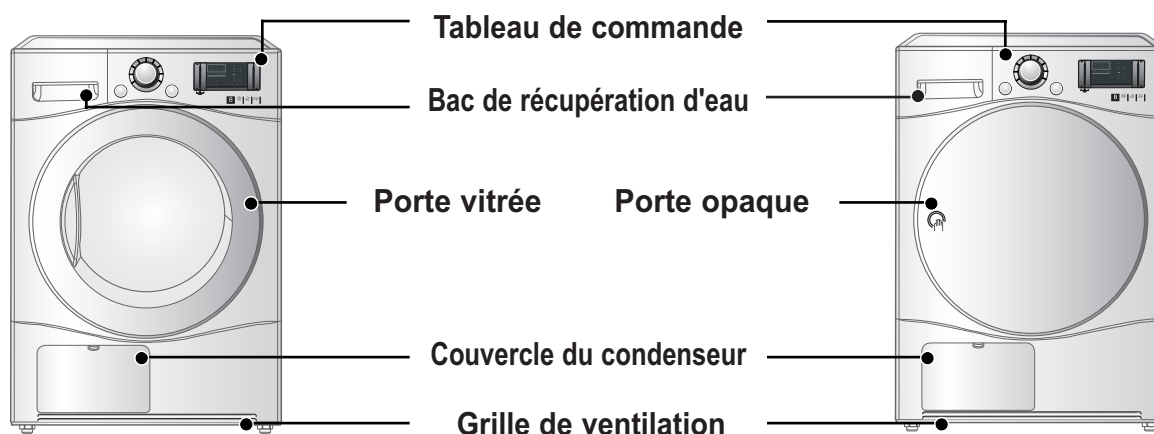 Tableau de commande
Bac de récupération d'eau
Porte vitrée
Porte opaque
Couvercle du condenseur
Grille de ventilation